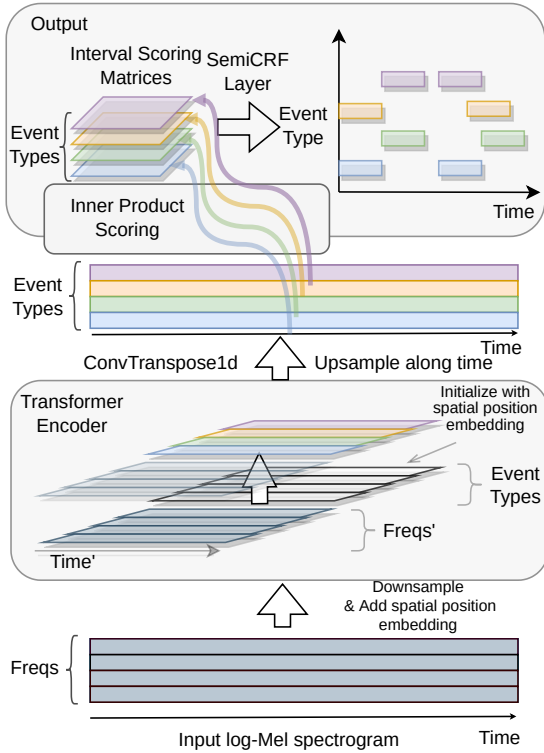 Output
Interval Scoring
Matrices
SemiCRF
Layer
Event
Types
Event
Type
Time
Inner Product
Scoring
Event
Types
Time
ConvTranspose1d
Upsample along time
Transformer
Encoder
Initialize with
spatial position
embedding
Event
Types
Freqs'
Time'
Downsample
& Add spatial position
embedding
Freqs
Input log-Mel spectrogram
Time